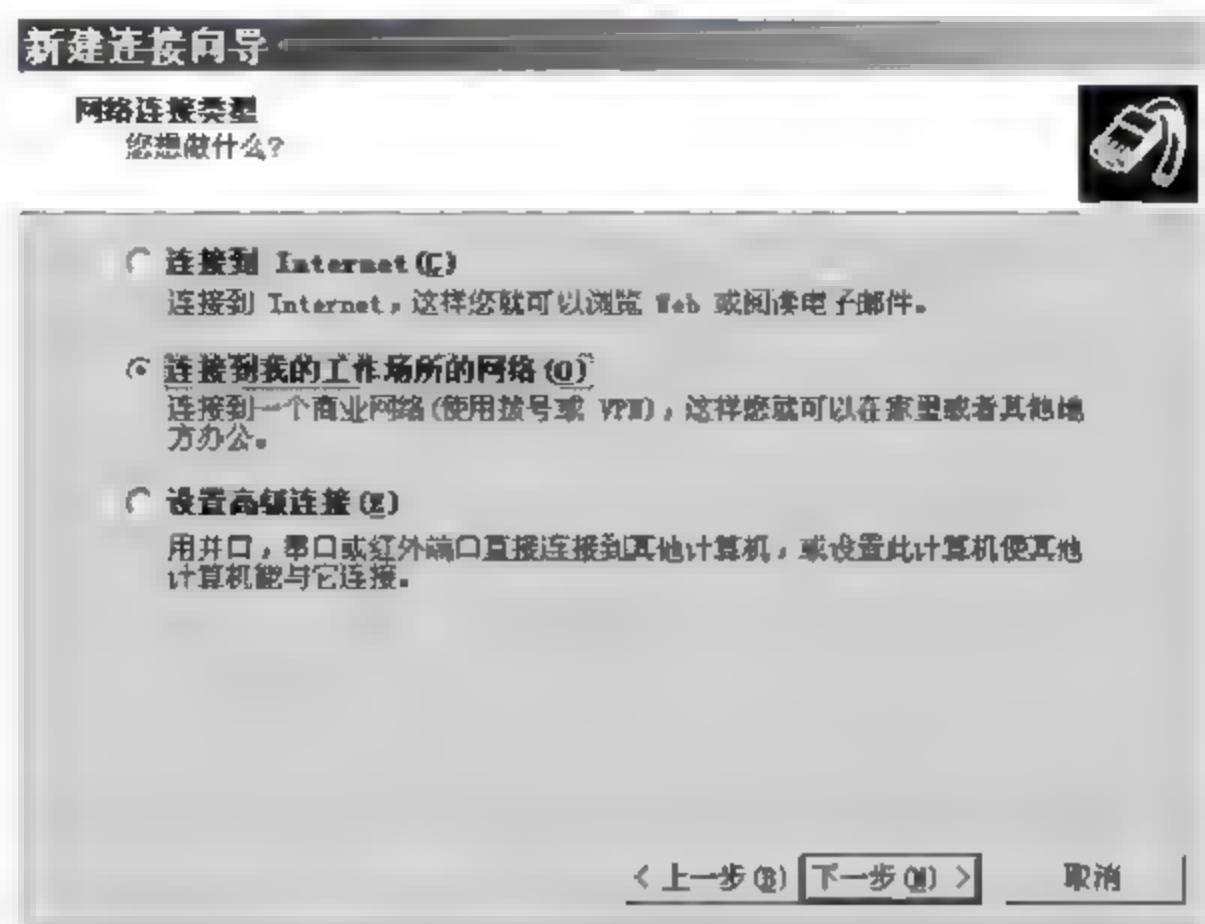 新建连接向导
网络连接类型
您想做什么?
连接到 Internet(C)
连接到 Internet，这样您就可以浏览 Web 或阅读电子邮件。
连接到我的工作场所的网络(O)
连接到一个商业网络(使用拨号或 VPN)，这样您就可以在家里或者其他地
方办公。
设置高级连接(E)
用并口，串口或红外端口直接连接到其他计算机，或设置此计算机使其他
计算机能与它连接。
< 上一步(B) 下一步(N) > 取消